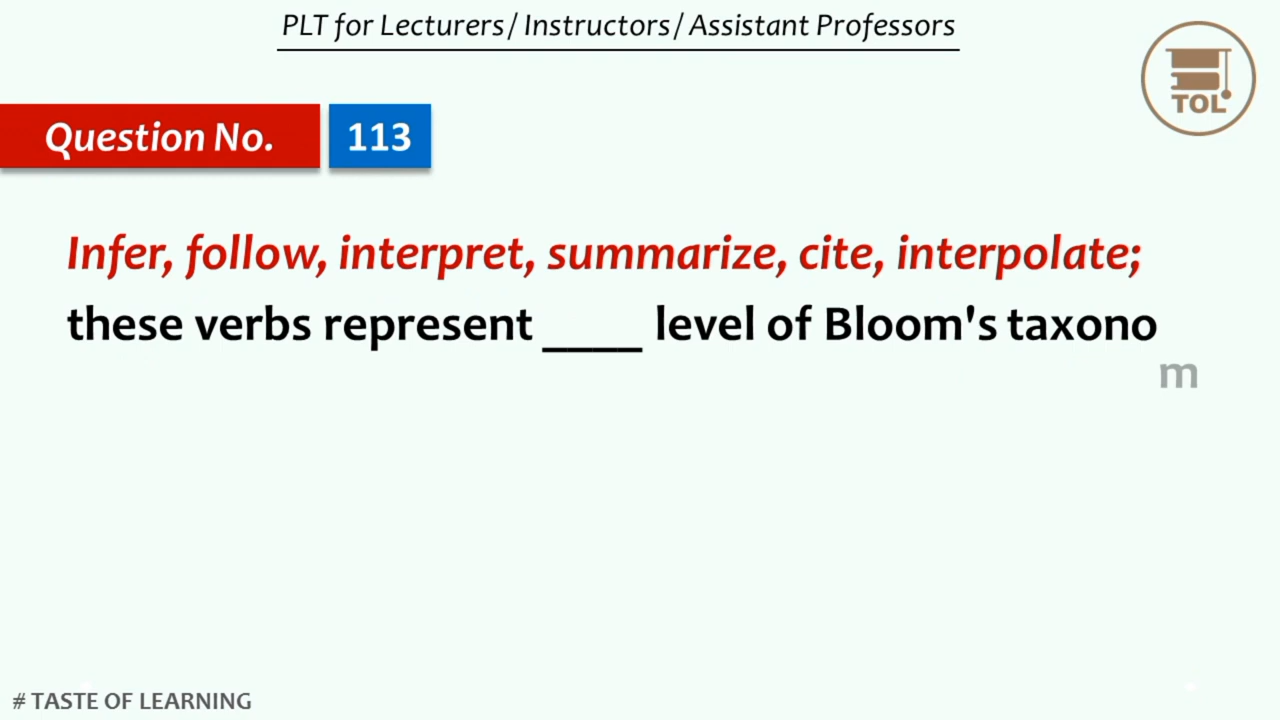 PLT for Lecturers/ Instructors/ Assistant Professors
TOL
Question No. 113
Infer, follow, interpret, summarize, cite, interpolate;
these verbs represent ____ level of Bloom's taxono
m
# TASTE OF LEARNING